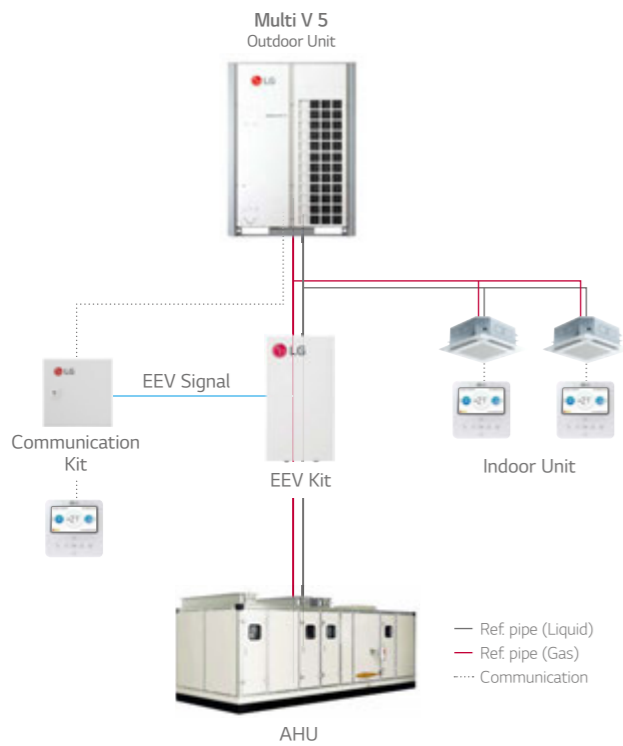 Multi V 5
Outdoor Unit
LG
LG
LG
EEV Signal
Communication
Kit
EEV Kit
Indoor Unit
Ref. pipe (Liquid)
Ref. pipe (Gas)
Communication
AHU